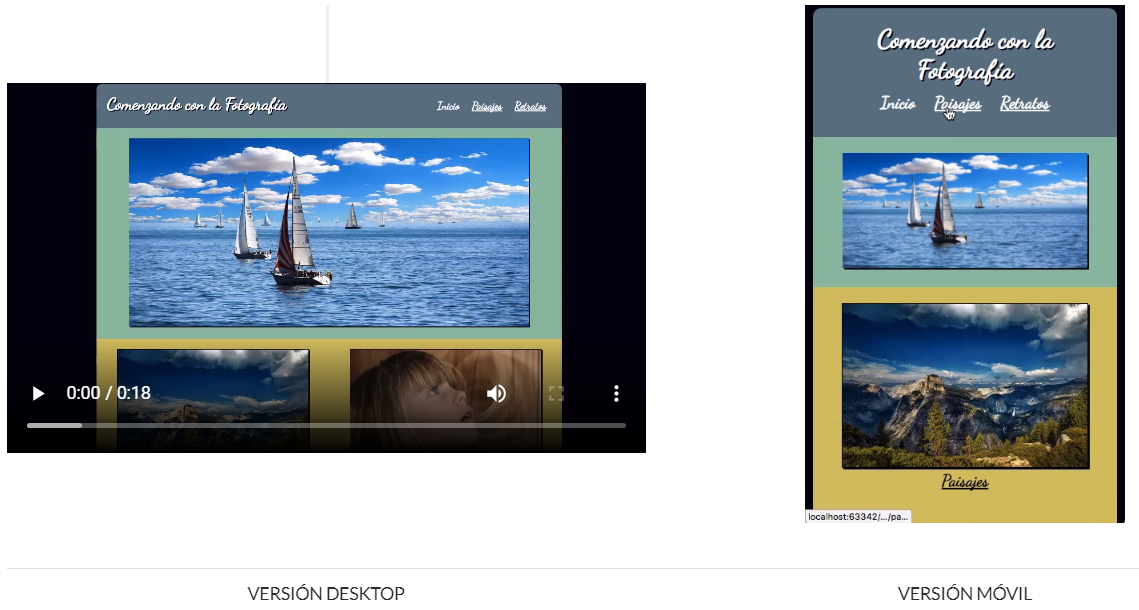 Comenzando con la Fotografía
Inicio Paisajes Retratos
0:00 / 0:18
Comenzando con la
Fotografía
Inicio Paisajes Retratos
Paisajes
localhost:63342/.../pa...
VERSIÓN DESKTOP
VERSIÓN MÓVIL